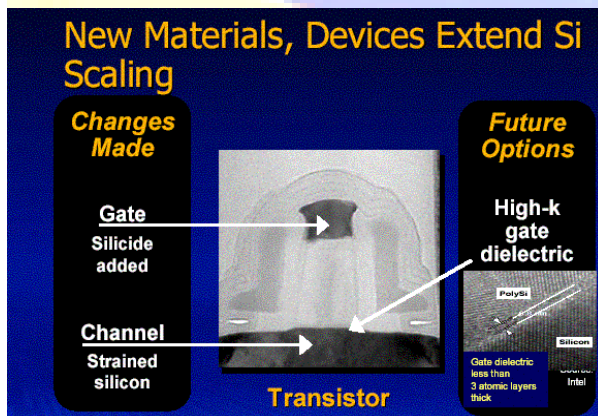 New Materials, Devices Extend Si
Scaling
Changes
Made
Gate
Silicide
added
Channel
Strained
silicon
Transistor
Future
Options
High-k
gate
dielectric
PolySi
Silicon
Gate dielectric
less than
3 atomic layers
thick
Source:
Intel